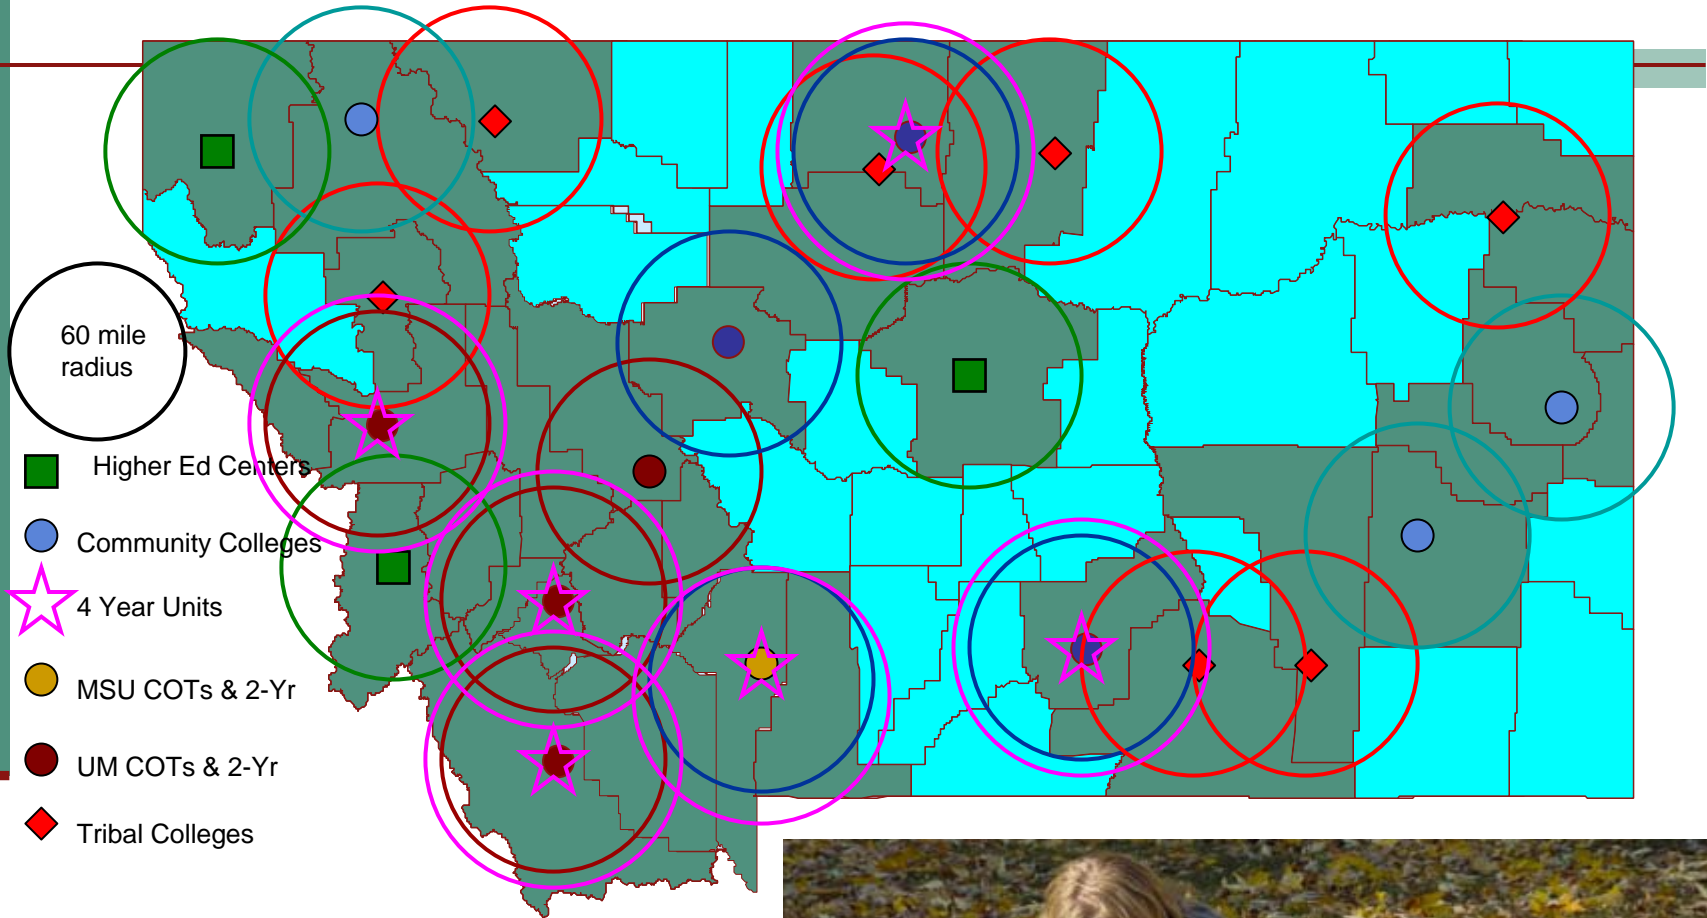 60 mile
radius
Higher Ed Centers
Community Colleges
4 Year Units
MSU COTs & 2-Yr
UM COTs & 2-Yr
Tribal Colleges